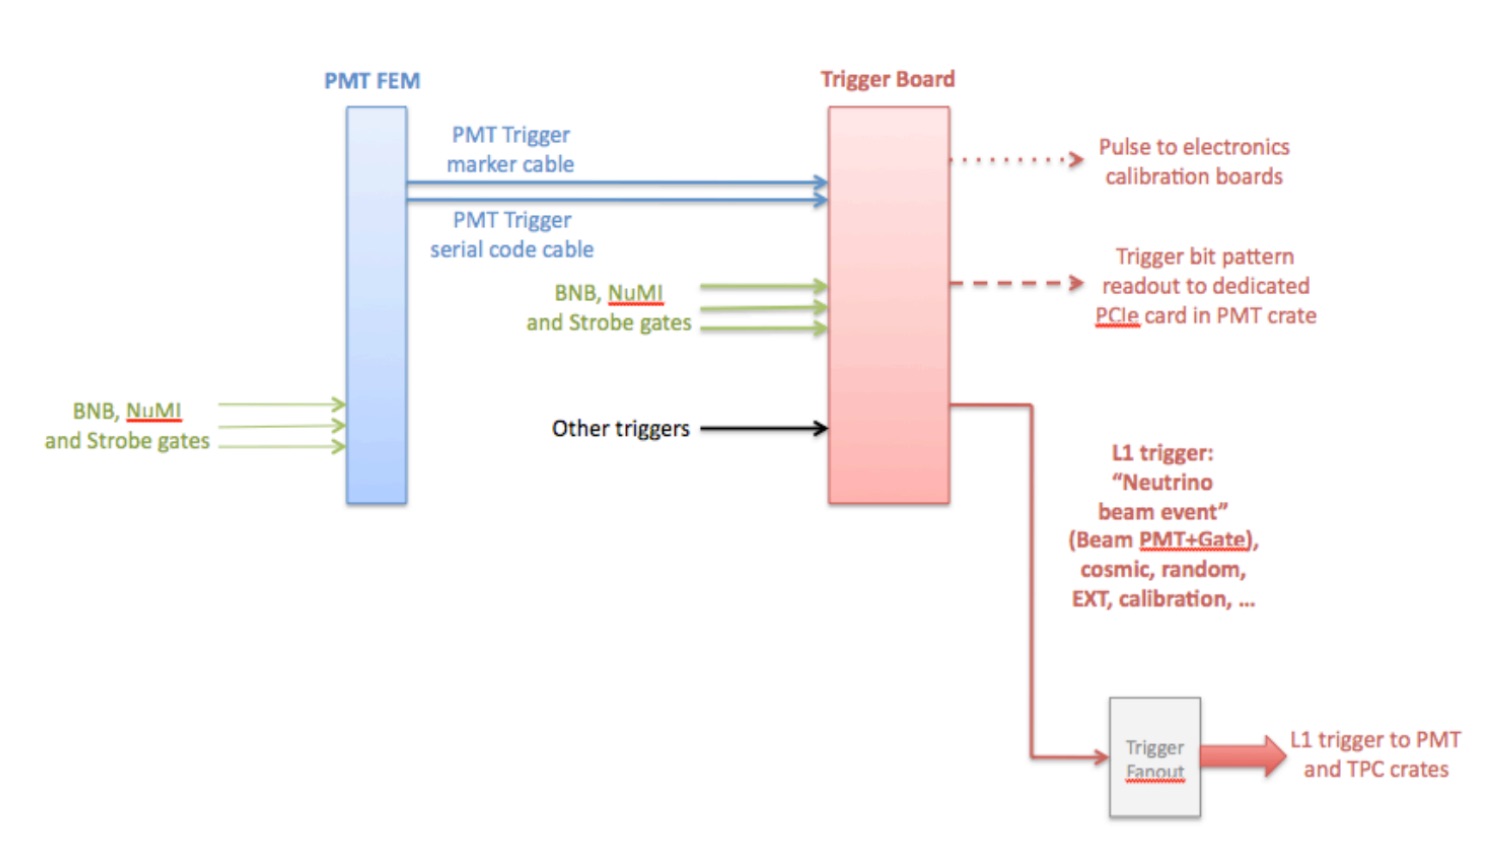 PMT FEM
Trigger Board
PMT Trigger
marker cable
PMT Trigger
serial code cable
BNB, NuMI
and Strobe gates
Other triggers
BNB, NuMI
and Strobe gates
Pulse to electronics
calibration boards
Trigger bit pattern
readout to dedicated
PCIe card in PMT crate
L1 trigger:
“Neutrino
beam event”
(Beam PMT+Gate),
cosmic, random,
EXT, calibration, ...
Trigger
Fanout
L1 trigger to PMT
and TPC crates